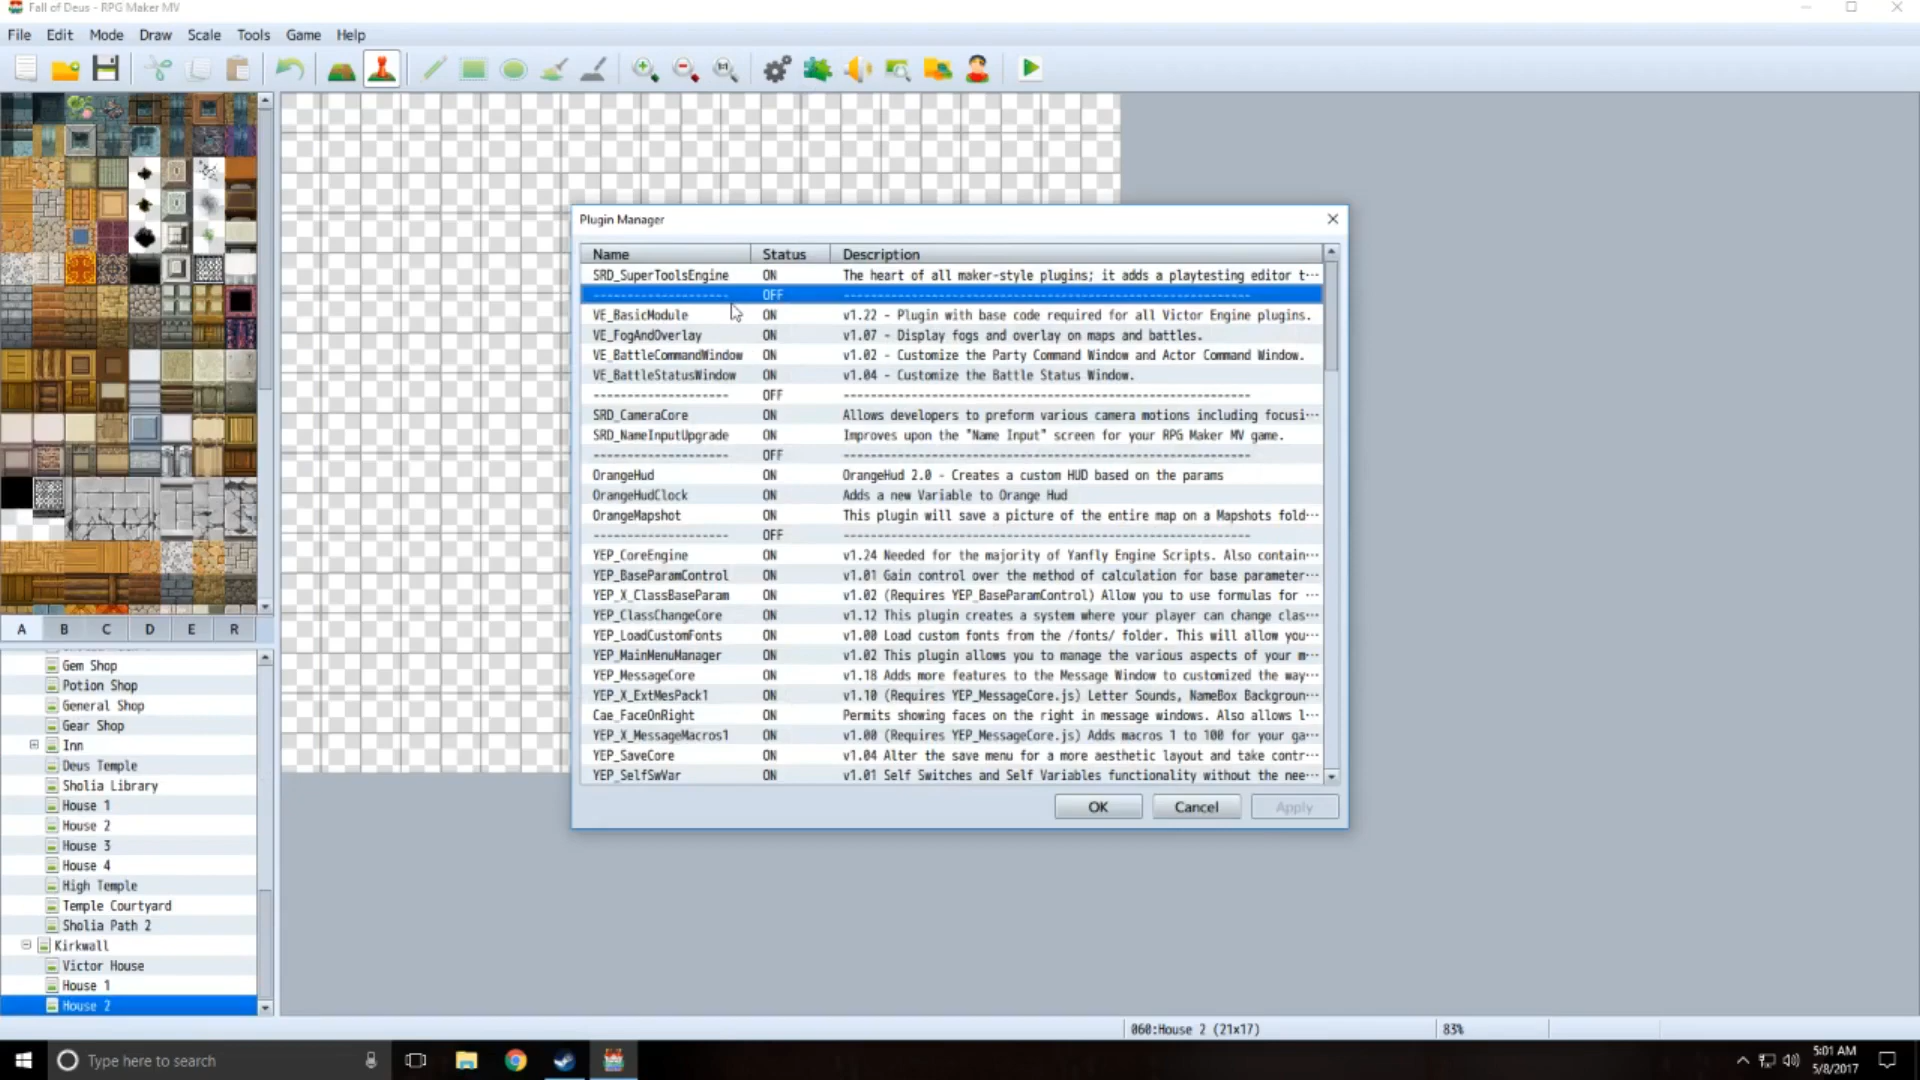 Fall of Deus - RPG Maker MV
File Edit Mode Draw Scale Tools Game Help
1:1
Plugin Manager
Name Status Description
SRD_SuperToolsEngine ON The heart of all maker-style plugins; it adds a playtesting editor t···
-------------------- OFF ------------------------------------------------------------
VE_BasicModule ON v1.22 - Plugin with base code required for all Victor Engine plugins.
VE_FogAndOverlay ON v1.07 - Display fogs and overlay on maps and battles.
VE_BattleCommandWindow ON v1.02 - Customize the Party Command Window and Actor Command Window.
VE_BattleStatusWindow ON v1.04 - Customize the Battle Status Window.
-------------------- OFF ------------------------------------------------------------
SRD_CameraCore ON Allows developers to preform various camera motions including focusi···
SRD_NameInputUpgrade ON Improves upon the "Name Input" screen for your RPG Maker MV game.
-------------------- OFF ------------------------------------------------------------
OrangeHud ON OrangeHud 2.0 - Creates a custom HUD based on the params
OrangeHudClock ON Adds a new Variable to Orange Hud
OrangeMapshot ON This plugin will save a picture of the entire map on a Mapshots fold···
-------------------- OFF ------------------------------------------------------------
YEP_CoreEngine ON v1.24 Needed for the majority of Yanfly Engine Scripts. Also contain···
YEP_BaseParamControl ON v1.01 Gain control over the method of calculation for base parameter···
YEP_X_ClassBaseParam ON v1.02 (Requires YEP_BaseParamControl) Allow you to use formulas for ···
YEP_ClassChangeCore ON v1.12 This plugin creates a system where your player can change clas···
YEP_LoadCustomFonts ON v1.00 Load custom fonts from the /fonts/ folder. This will allow you···
YEP_MainMenuManager ON v1.02 This plugin allows you to manage the various aspects of your m···
YEP_MessageCore ON v1.18 Adds more features to the Message Window to customized the way···
YEP_X_ExtMesPack1 ON v1.10 (Requires YEP_MessageCore.js) Letter Sounds, NameBox Backgroun···
Cae_FaceOnRight ON Permits showing faces on the right in message windows. Also allows l···
YEP_X_MessageMacros1 ON v1.00 (Requires YEP_MessageCore.js) Adds macros 1 to 100 for your ga···
YEP_SaveCore ON v1.04 Alter the save menu for a more aesthetic layout and take contr···
YEP_SelfSwVar ON v1.01 Self Switches and Self Variables functionality without the nee···
OK Cancel Apply
A B C D E R
Gem Shop
Potion Shop
General Shop
Gear Shop
Inn
Deus Temple
Sholia Library
House 1
House 2
House 3
House 4
High Temple
Temple Courtyard
Sholia Path 2
Kirkwall
Victor House
House 1
House 2
060:House 2 (21x17) 83%
Type here to search
5:01 AM
5/8/2017